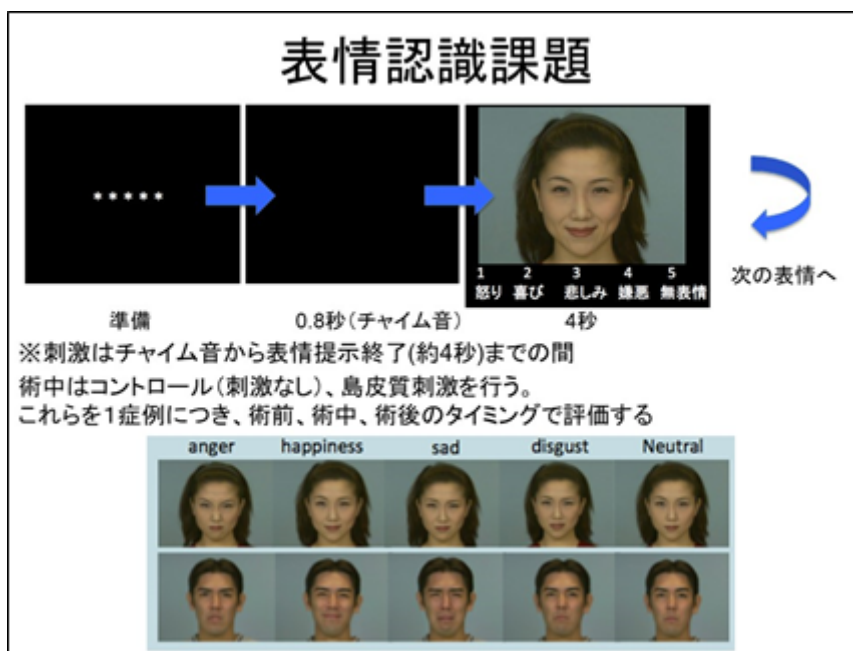 表情認識課題
*****
1 2 3 4 5
怒り 喜び 悲しみ 嫌悪 無表情
次の表情へ
準備 0.8秒(チャイム音) 4秒
※刺激はチャイム音から表情提示終了(約4秒)までの間
術中はコントロール(刺激なし)、島皮質刺激を行う。
これらを1症例につき、術前、術中、術後のタイミングで評価する
anger happiness sad disgust Neutral